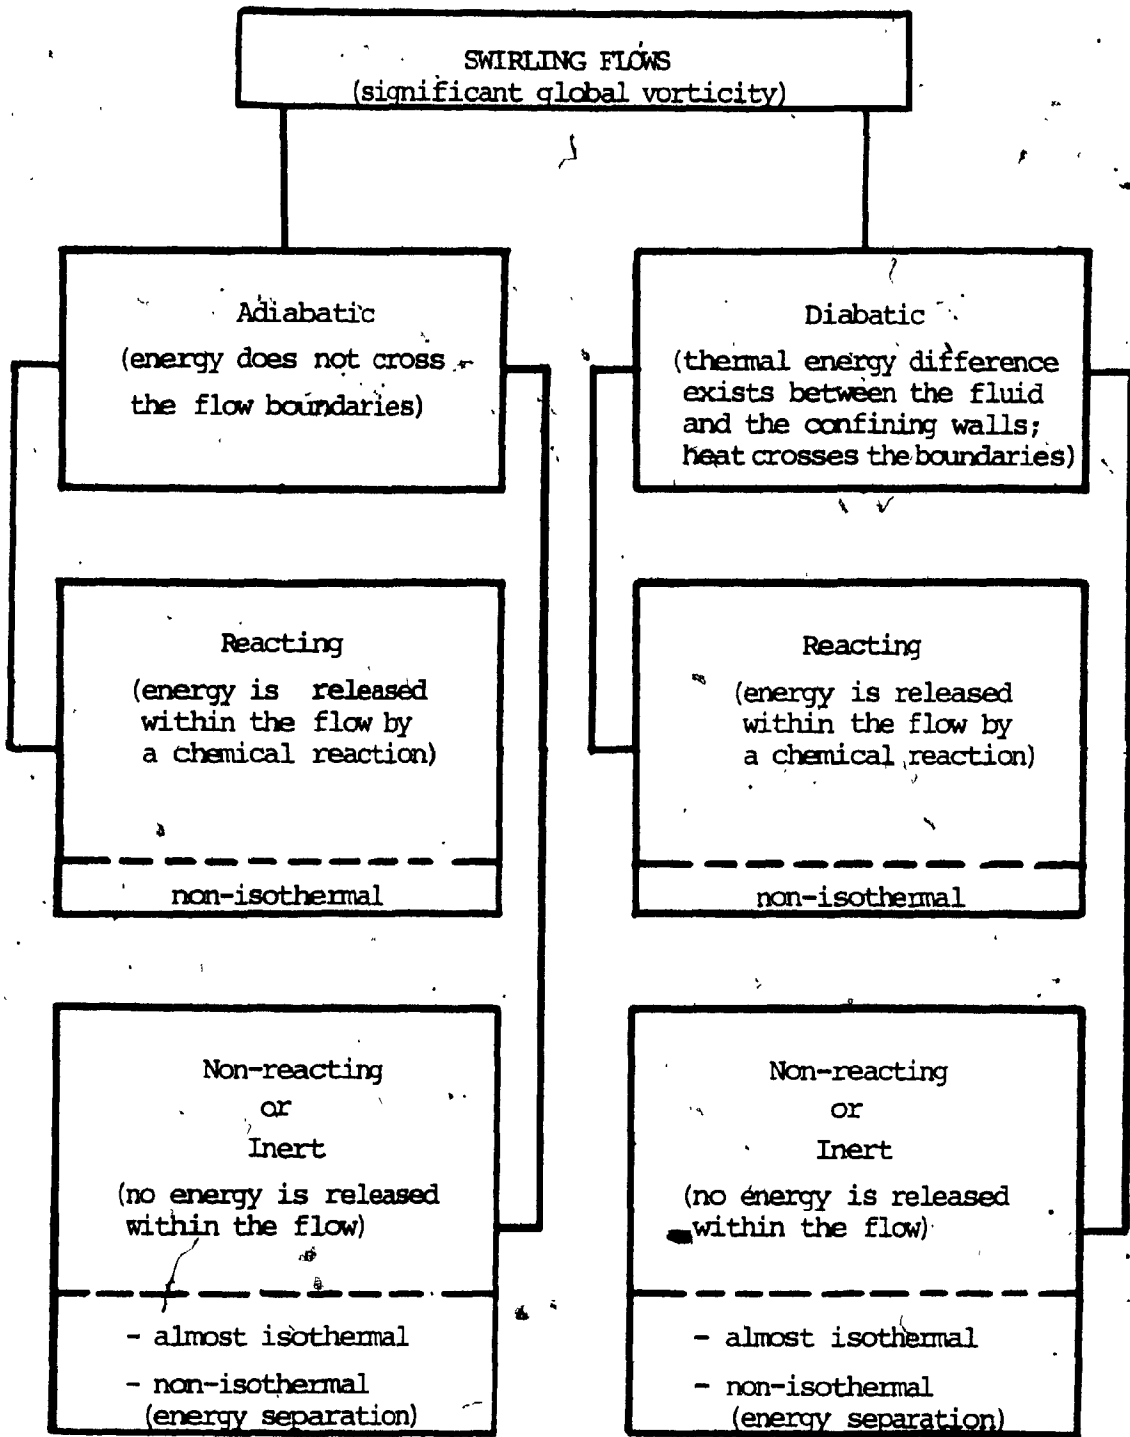 SWIRLING FLOWS
(significant global vorticity)
Adiabatic
(energy does not cross
the flow boundaries)
Diabatic
(thermal energy difference
exists between the fluid
and the confining walls;
heat crosses the boundaries)
Reacting
(energy is released
within the flow by
a chemical reaction)
non-isothermal
Reacting
(energy is released
within the flow by
a chemical reaction)
non-isothermal
Non-reacting
or
Inert
(no energy is released
within the flow)
- almost isothermal
- non-isothermal
(energy separation)
Non-reacting
or
Inert
(no energy is released
within the flow)
- almost isothermal
- non-isothermal
(energy separation)